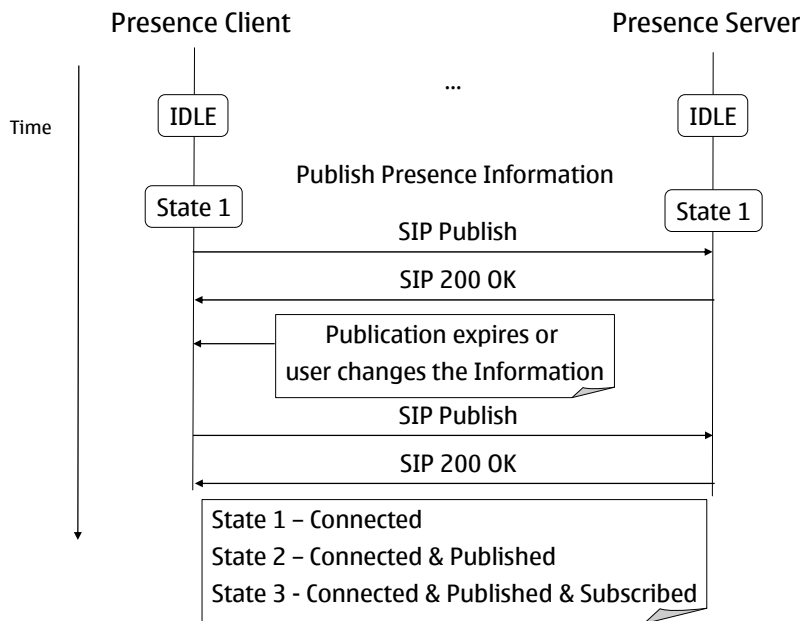 Presence Client
Presence Server
...
IDLE
IDLE
Time
Publish Presence Information
State 1
State 1
SIP Publish
SIP 200 OK
Publication expires or
user changes the Information
SIP Publish
SIP 200 OK
State 1 – Connected
State 2 – Connected & Published
State 3 - Connected & Published & Subscribed